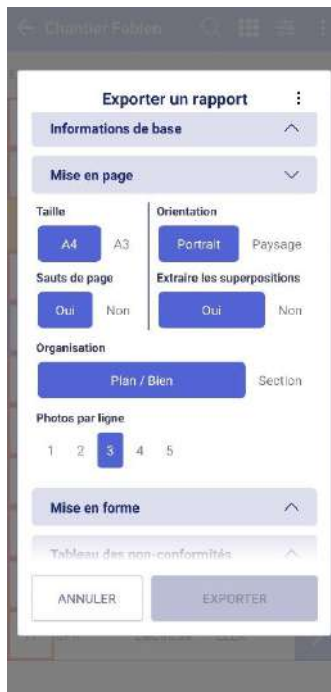 Chantier Fabien
Exporter un rapport
Informations de base
Mise en page
Taille
Orientation
A4 A3
Portrait Paysage
Sauts de page
Extraire les superpositions
Oui Non
Oui Non
Organisation
Plan / Bien Section
Photos par ligne
1 2 3 4 5
Mise en forme
Tableau des non-conformités
ANNULER EXPORTER